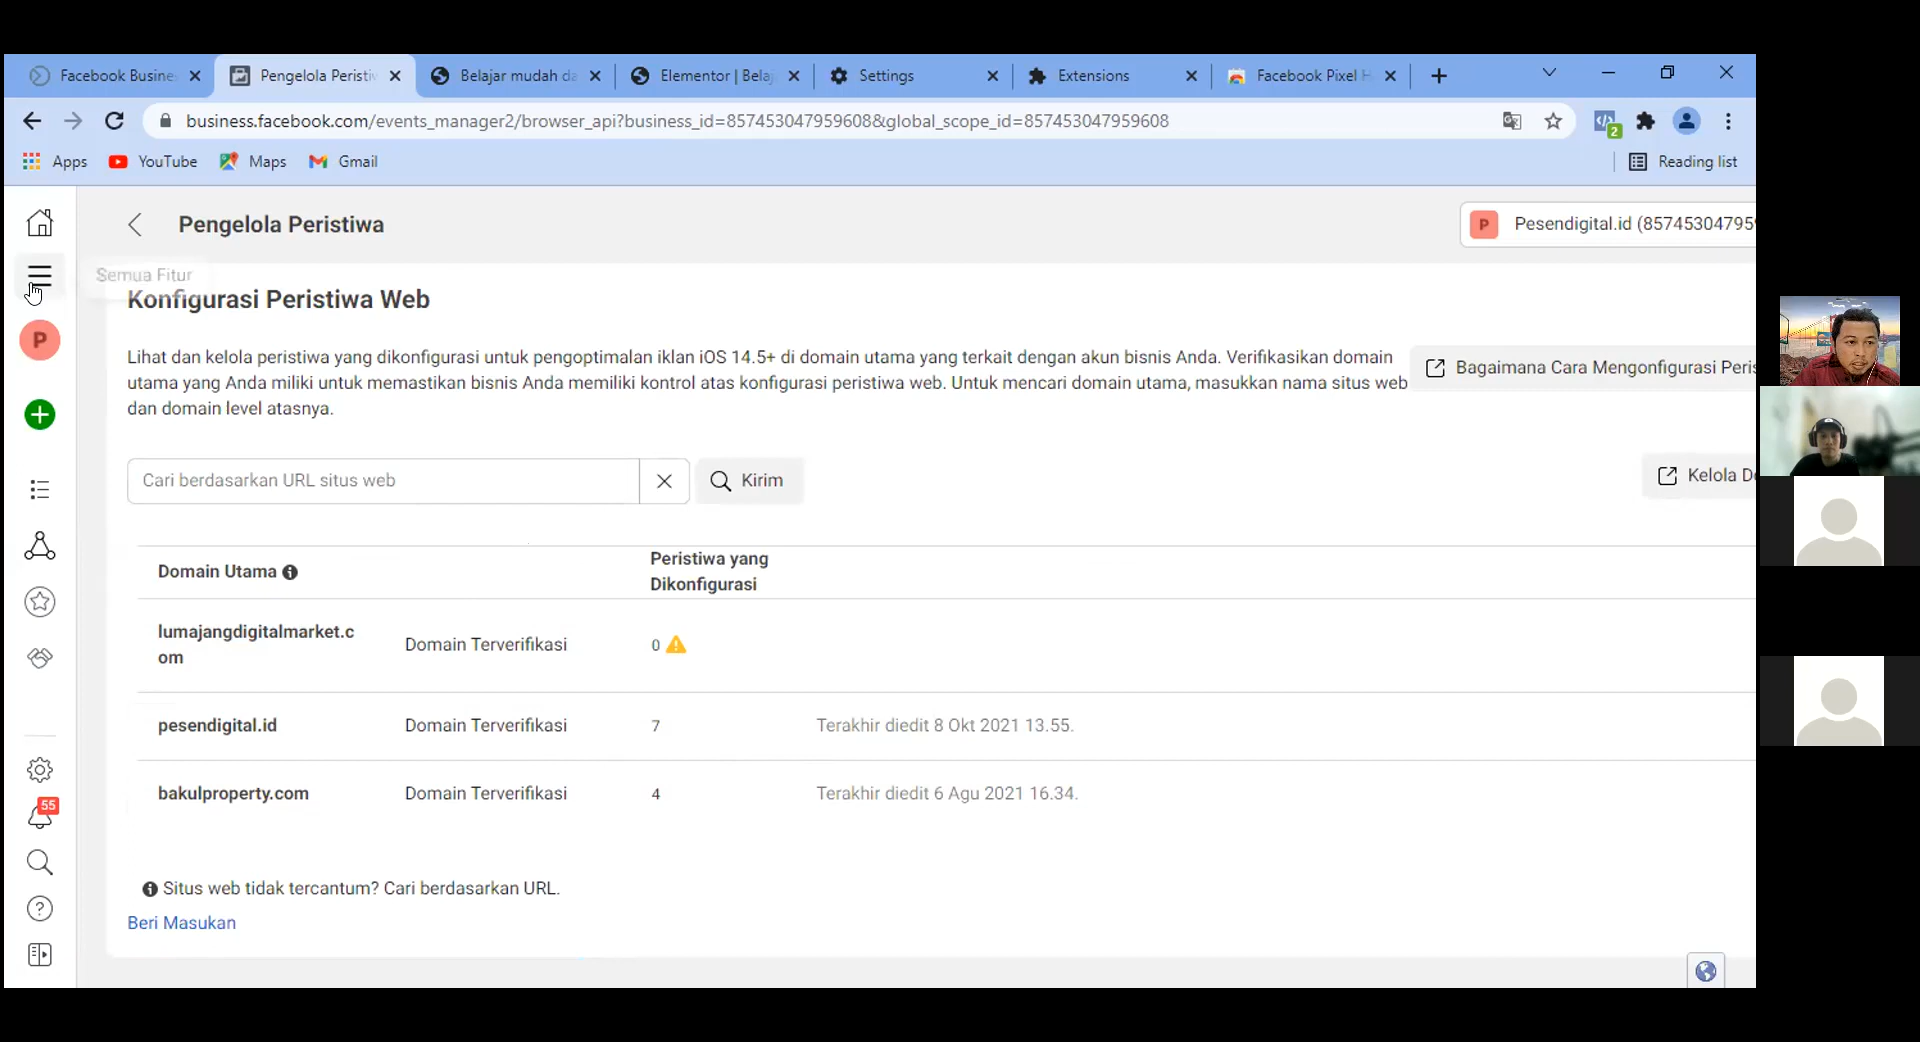 Facebook Busine
Pengelola Peristiw
Belajar mudah da
Elementor | Belaj
Settings
Extensions
Facebook Pixel H
business.facebook.com/events_manager2/browser_api?business_id=857453047959608&global_scope_id=857453047959608
2
Apps
YouTube
Maps
Gmail
Reading list
Pengelola Peristiwa
P
Pesendigital.id (85745304795
Semua Fitur
Konfigurasi Peristiwa Web
P
Lihat dan kelola peristiwa yang dikonfigurasi untuk pengoptimalan iklan iOS 14.5+ di domain utama yang terkait dengan akun bisnis Anda. Verifikasikan domain
utama yang Anda miliki untuk memastikan bisnis Anda memiliki kontrol atas konfigurasi peristiwa web. Untuk mencari domain utama, masukkan nama situs web
dan domain level atasnya.
Bagaimana Cara Mengonfigurasi Peris
Cari berdasarkan URL situs web
Kirim
Kelola Do
Domain Utama
Peristiwa yang
Dikonfigurasi
lumajangdigitalmarket.c
om
Domain Terverifikasi
0
pesendigital.id
Domain Terverifikasi
7
Terakhir diedit 8 Okt 2021 13.55.
bakulproperty.com
Domain Terverifikasi
4
Terakhir diedit 6 Agu 2021 16.34.
55
Situs web tidak tercantum? Cari berdasarkan URL.
Beri Masukan